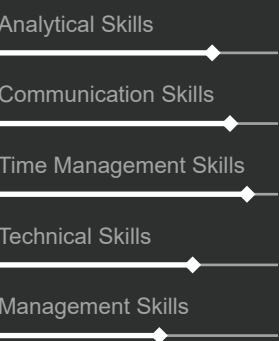 Analytical Skills
Communication Skills
Time Management Skills
Technical Skills
Management Skills